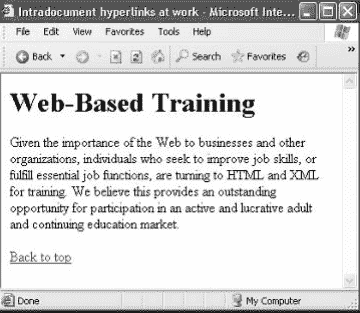 Intradocument hyperlinks at work - Microsoft Inte...
File Edit View Favorites Tools Help
Back Search Favorites
Web-Based Training
Given the importance of the Web to businesses and other
organizations, individuals who seek to improve job skills, or
fulfill essential job functions, are turning to HTML and XML
for training. We believe this provides an outstanding
opportunity for participation in an active and lucrative adult
and continuing education market.
Back to top
Done My Computer